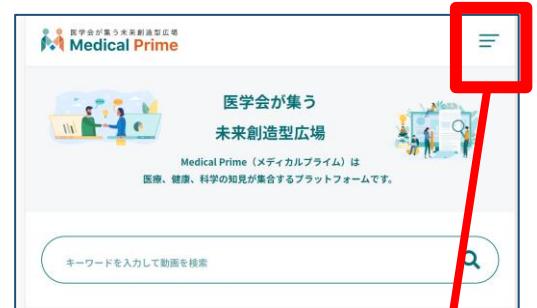 医学会が集う未来創造型広場
Medical Prime
医学会が集う
未来創造型広場
Medical Prime（メディカルプライム）は
医療、健康、科学の知見が集合するプラットフォームです。
キーワードを入力して動画を検索